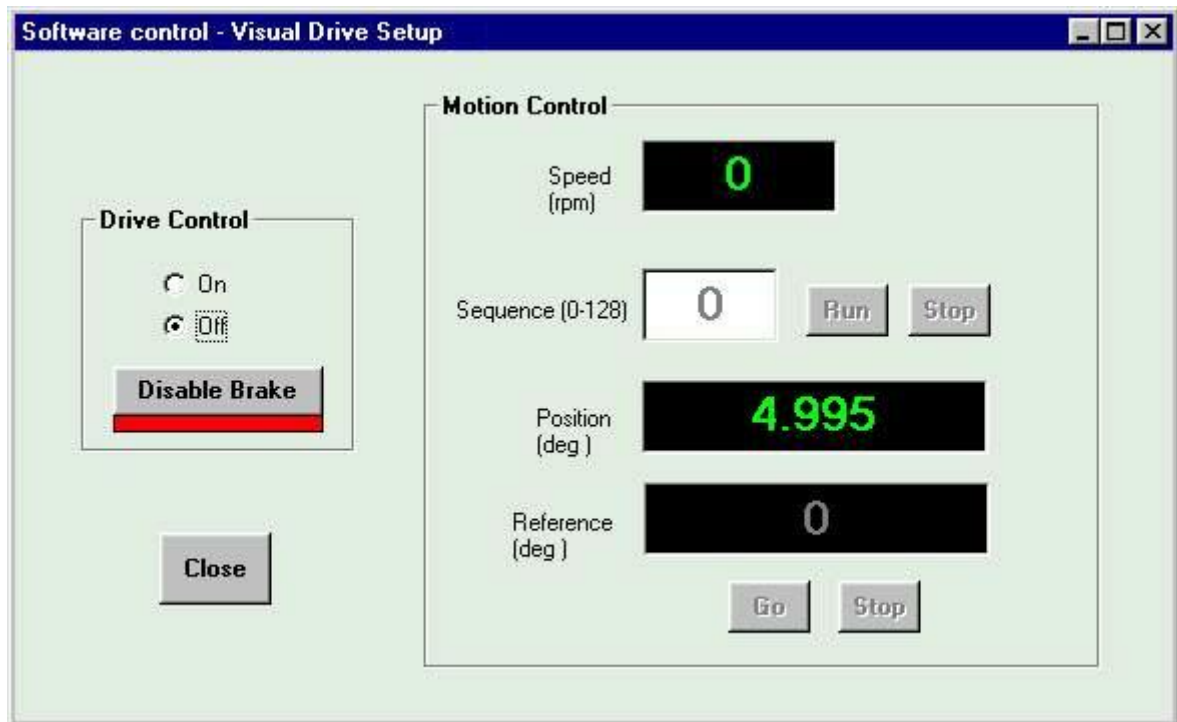 Software control - Visual Drive Setup
Drive Control
On
Off
Disable Brake
Close
Motion Control
Speed
(rpm)
0
Sequence (0-128)
0
Run
Stop
Position
(deg )
4.995
Reference
(deg )
0
Go
Stop